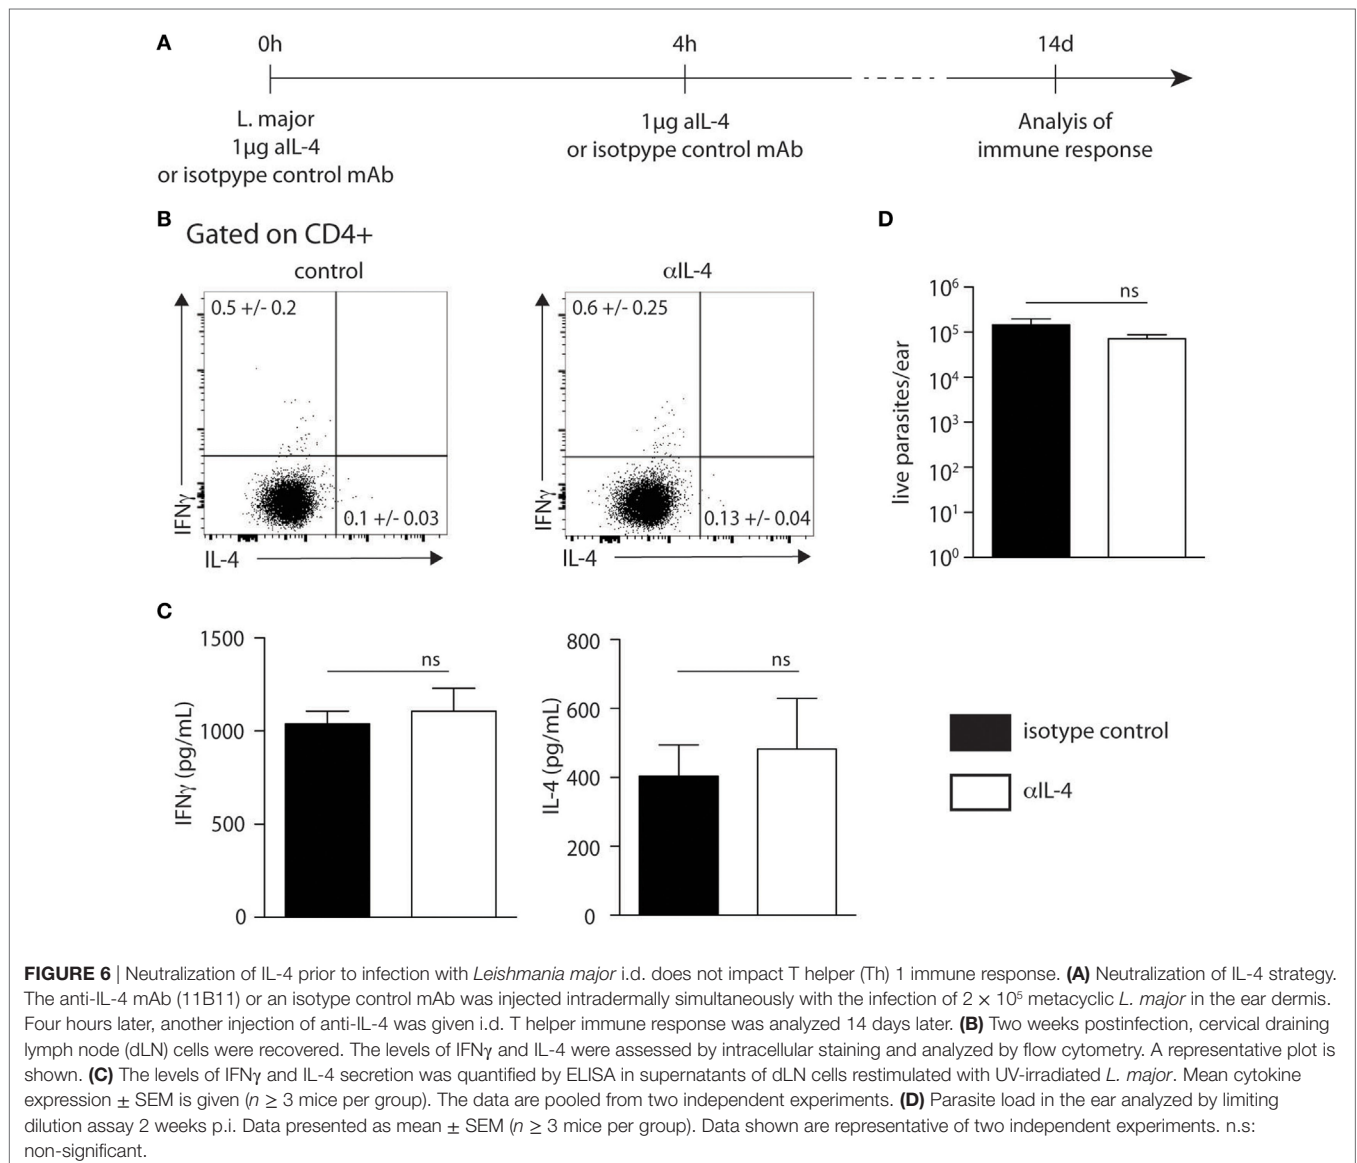 A
0h
4h
14d
L. major
1µg aIL-4
or isotpype control mAb
1µg aIL-4
or isotpype control mAb
Analyis of
immune response
B
Gated on CD4+
control
αIL-4
0.5 +/- 0.2
0.6 +/- 0.25
0.1 +/- 0.03
0.13 +/- 0.04
IFNγ
IL-4
IFNγ
IL-4
D
live parasites/ear
10⁶
10⁵
10⁴
10³
10²
10¹
10⁰
ns
C
IFNγ (pg/mL)
1500
1000
500
0
ns
IL-4 (pg/mL)
800
600
400
200
0
ns
isotype control
αIL-4
FIGURE 6 | Neutralization of IL-4 prior to infection with Leishmania major i.d. does not impact T helper (Th) 1 immune response. (A) Neutralization of IL-4 strategy.
The anti-IL-4 mAb (11B11) or an isotype control mAb was injected intradermally simultaneously with the infection of 2 × 10⁵ metacyclic L. major in the ear dermis.
Four hours later, another injection of anti-IL-4 was given i.d. T helper immune response was analyzed 14 days later. (B) Two weeks postinfection, cervical draining
lymph node (dLN) cells were recovered. The levels of IFNγ and IL-4 were assessed by intracellular staining and analyzed by flow cytometry. A representative plot is
shown. (C) The levels of IFNγ and IL-4 secretion was quantified by ELISA in supernatants of dLN cells restimulated with UV-irradiated L. major. Mean cytokine
expression ± SEM is given (n ≥ 3 mice per group). The data are pooled from two independent experiments. (D) Parasite load in the ear analyzed by limiting
dilution assay 2 weeks p.i. Data presented as mean ± SEM (n ≥ 3 mice per group). Data shown are representative of two independent experiments. n.s:
non-significant.